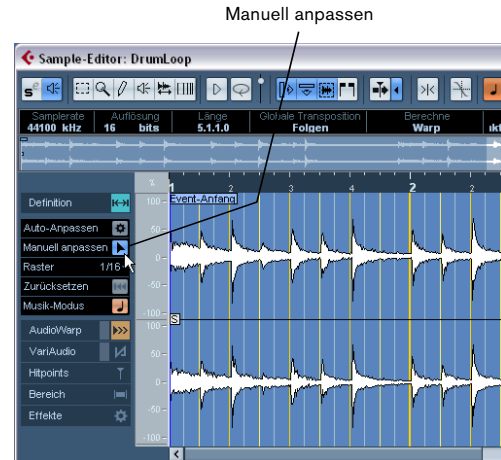 Manuell anpassen
Sample-Editor: DrumLoop
Samplerate Auflösung Länge Globale Transposition Berechne
44100 kHz 16 bits 5.1.1.0 Folgen Warp
1 2 3 4 2 2
Definition
Event-Anfang
Auto-Anpassen
Manuell anpassen
Raster 1/16
Zurücksetzen
Musik-Modus
AudioWarp
VariAudio
Hitpoints
Bereich
Effekte
%
100
50
0
-50
-100
S
100
50
0
-50
-100